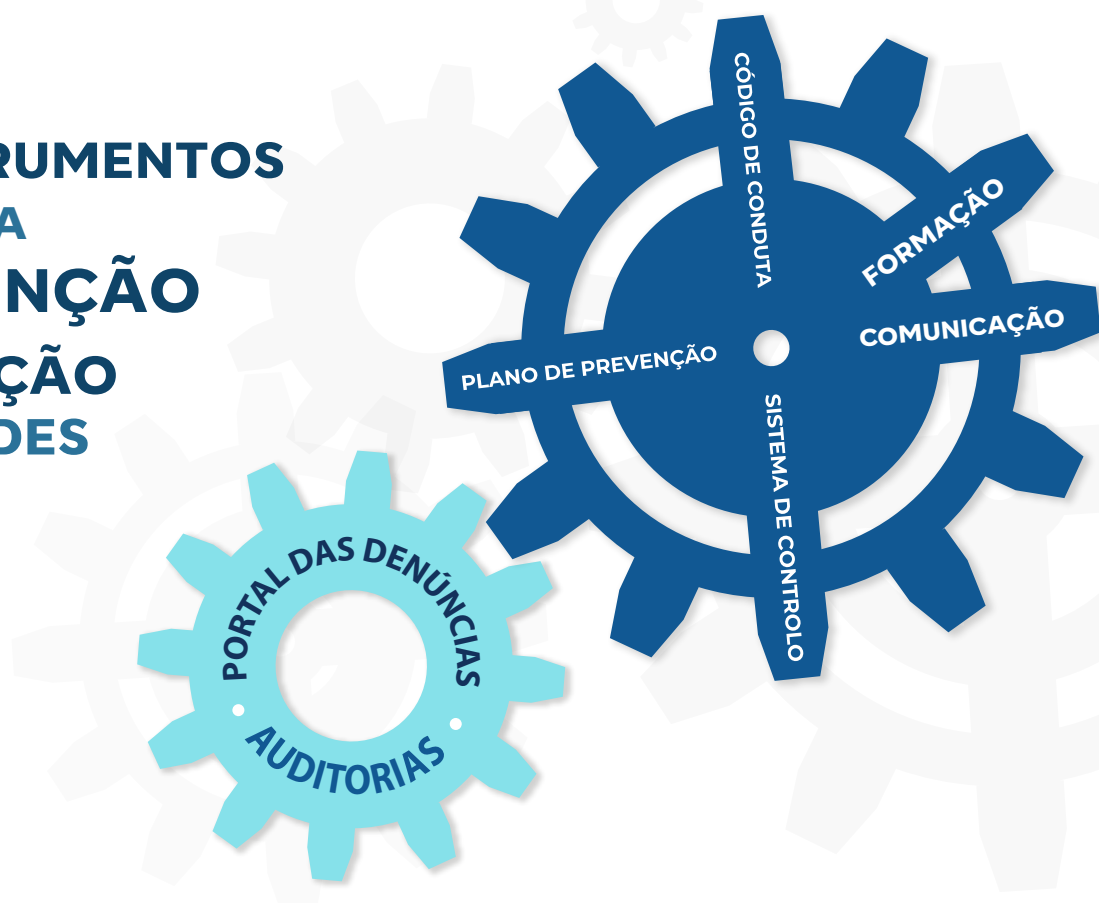 RUMENTOS
A
NÇÃO
ÇÃO
DES
CÓDIGO DE CONDUTA
FORMAÇÃO
COMUNICAÇÃO
PLANO DE PREVENÇÃO
SISTEMA DE CONTROLO
PORTAL DAS DENÚNCIAS
AUDITORIAS